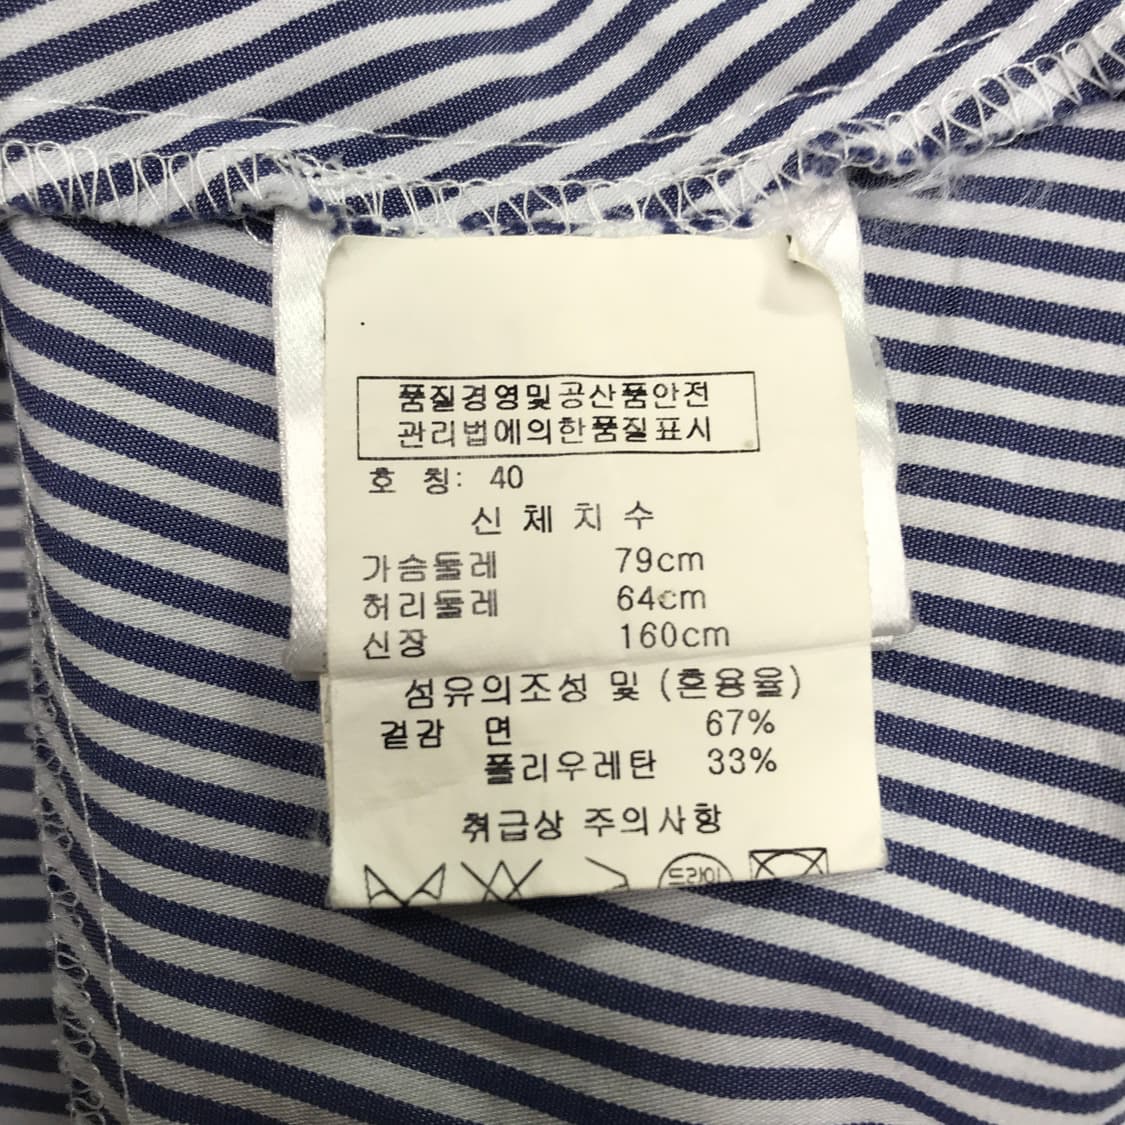 품질경영및공산품안전
관리법에의한품질표시
호 칭: 40
신 체 치 수
가슴둘레 79cm
허리둘레 64cm
신장 160cm
섬유의조성 및 (혼용율)
겉감 면 67%
폴리우레탄 33%
취급상 주의사항
드라이